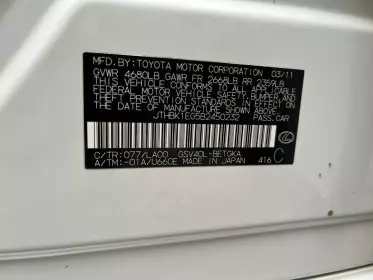 MFD.BY:TOYOTA MOTOR CORPORATION 03/11
GVWR 4680LB GAWR FR 2668LB RR 2359LB
THIS VEHICLE CONFORMS TO ALL APPLICABLE
FEDERAL MOTOR VEHICLE SAFETY, BUMPER, AND
THEFT PREVENTION STANDARDS IN EFFECT ON THE
DATE OF MANUFACTURE SHOWN ABOVE.
JTHBK1EG5B2450232 PASS.CAR
C/TR:077/LA00 GSV40L-BETGKA
A/TM:-01A/U660E MADE IN JAPAN 416 C